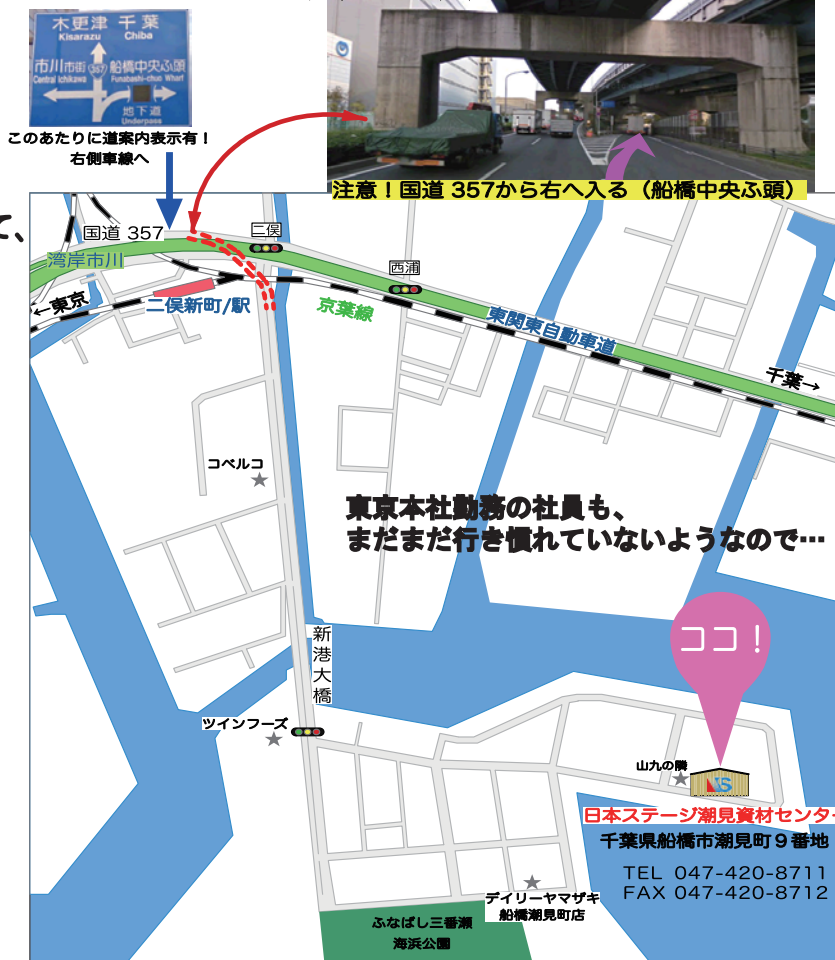 木更津 千葉
Kisarazu Chiba
市川市街 357 船橋中央ふ頭
Central Ichikawa Funabashi-chuo Wharf
地下道
Underpass
このあたりに道案内表示有！
右側車線へ
注意！国道 357から右へ入る（船橋中央ふ頭）
て、
国道 357
二俣
湾岸市川
西浦
←東京
二俣新町/駅
京葉線
東関東自動車道
千葉→
コベルコ
東京本社勤務の社員も、
まだまだ行き慣れていないようなので…
新港大橋
ココ！
ツインフーズ
山九の隣
NS
日本ステージ潮見資材センター
千葉県船橋市潮見町９番地
TEL 047-420-8711
FAX 047-420-8712
デイリーヤマザキ
船橋潮見町店
ふなばし三番瀬
海浜公園